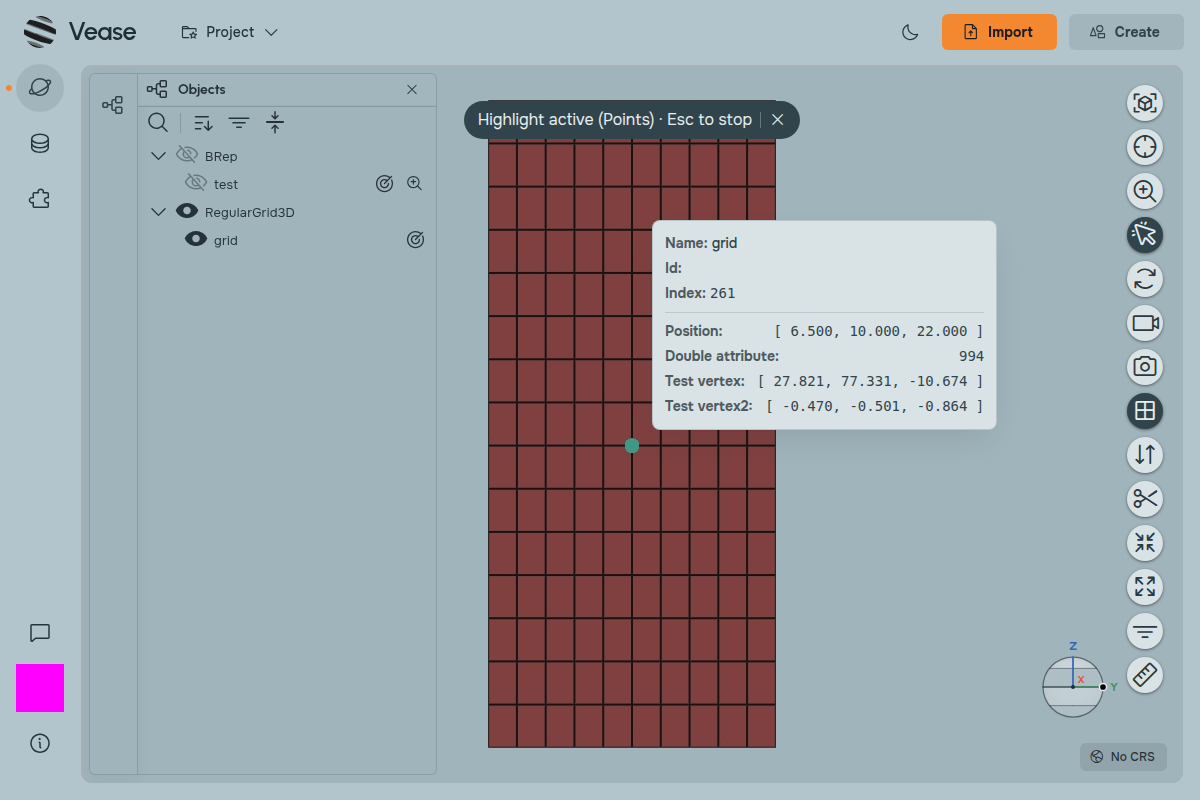 Vease
Project
Import
Create
Objects
Highlight active (Points) · Esc to stop
BRep
test
RegularGrid3D
grid
Name: grid
Id:
Index: 261
Position: [ 6.500, 10.000, 22.000 ]
Double attribute: 994
Test vertex: [ 27.821, 77.331, -10.674 ]
Test vertex2: [ -0.470, -0.501, -0.864 ]
Z
X
Y
No CRS